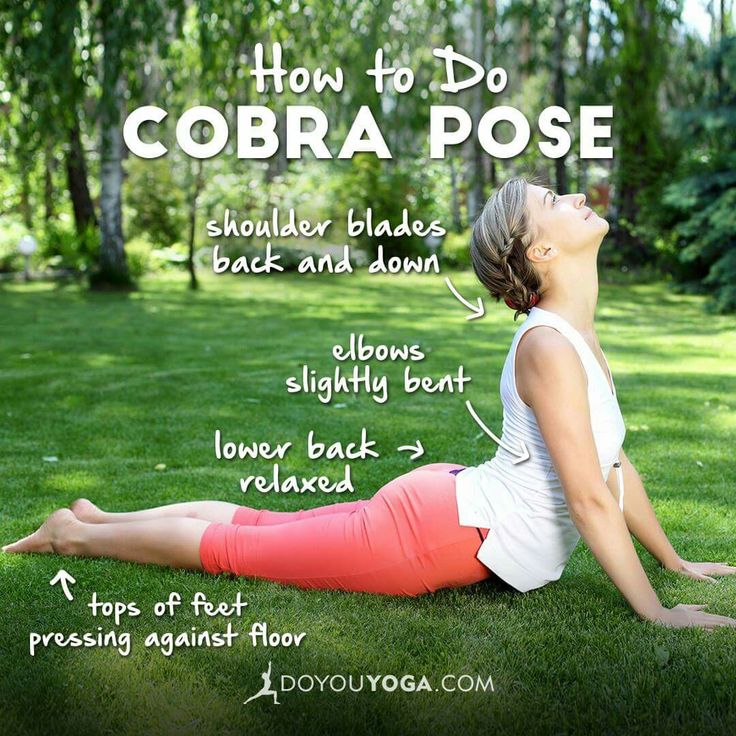 How to Do
COBRA POSE
shoulder blades
back and down
elbows
slightly bent
lower back
relaxed
tops of feet
pressing against floor
DOYOUYOGA.COM